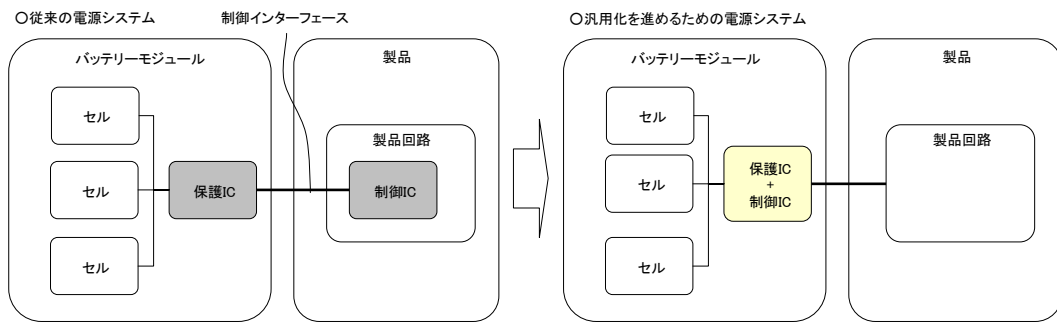 〇従来の電源システム
制御インターフェース
バッテリーモジュール
製品
セル
セル
セル
保護IC
製品回路
制御IC
〇汎用化を進めるための電源システム
バッテリーモジュール
製品
セル
セル
セル
保護IC
+
制御IC
製品回路